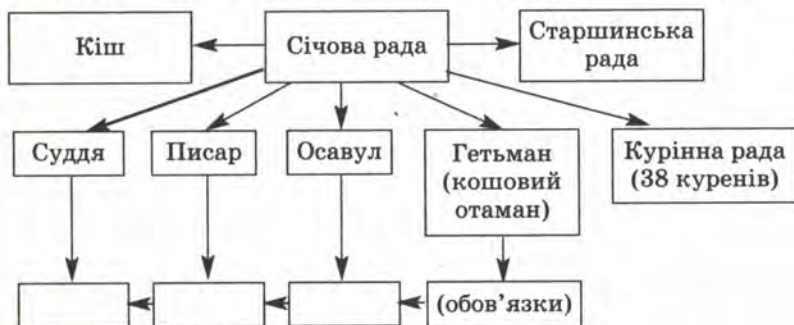 Кіш
Січова рада
Старшинська
рада
Суддя
Писар
Осавул
Гетьман
(кошовий
отаман)
Курінна рада
(38 куренів)
(обов'язки)